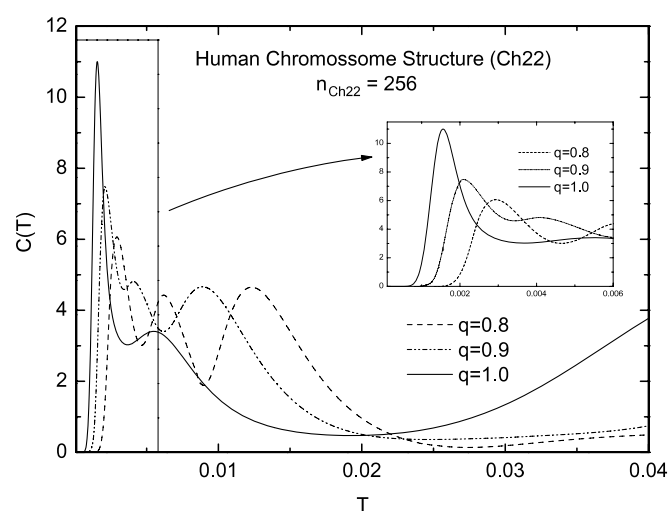 Human Chromossome Structure (Ch22)
n_Ch22 = 256
12
10
8
6
4
2
0
C(T)
0.01
0.02
0.03
0.04
T
10
8
6
4
2
0
0.002
0.004
0.006
q=0.8
q=0.9
q=1.0
q=0.8
q=0.9
q=1.0